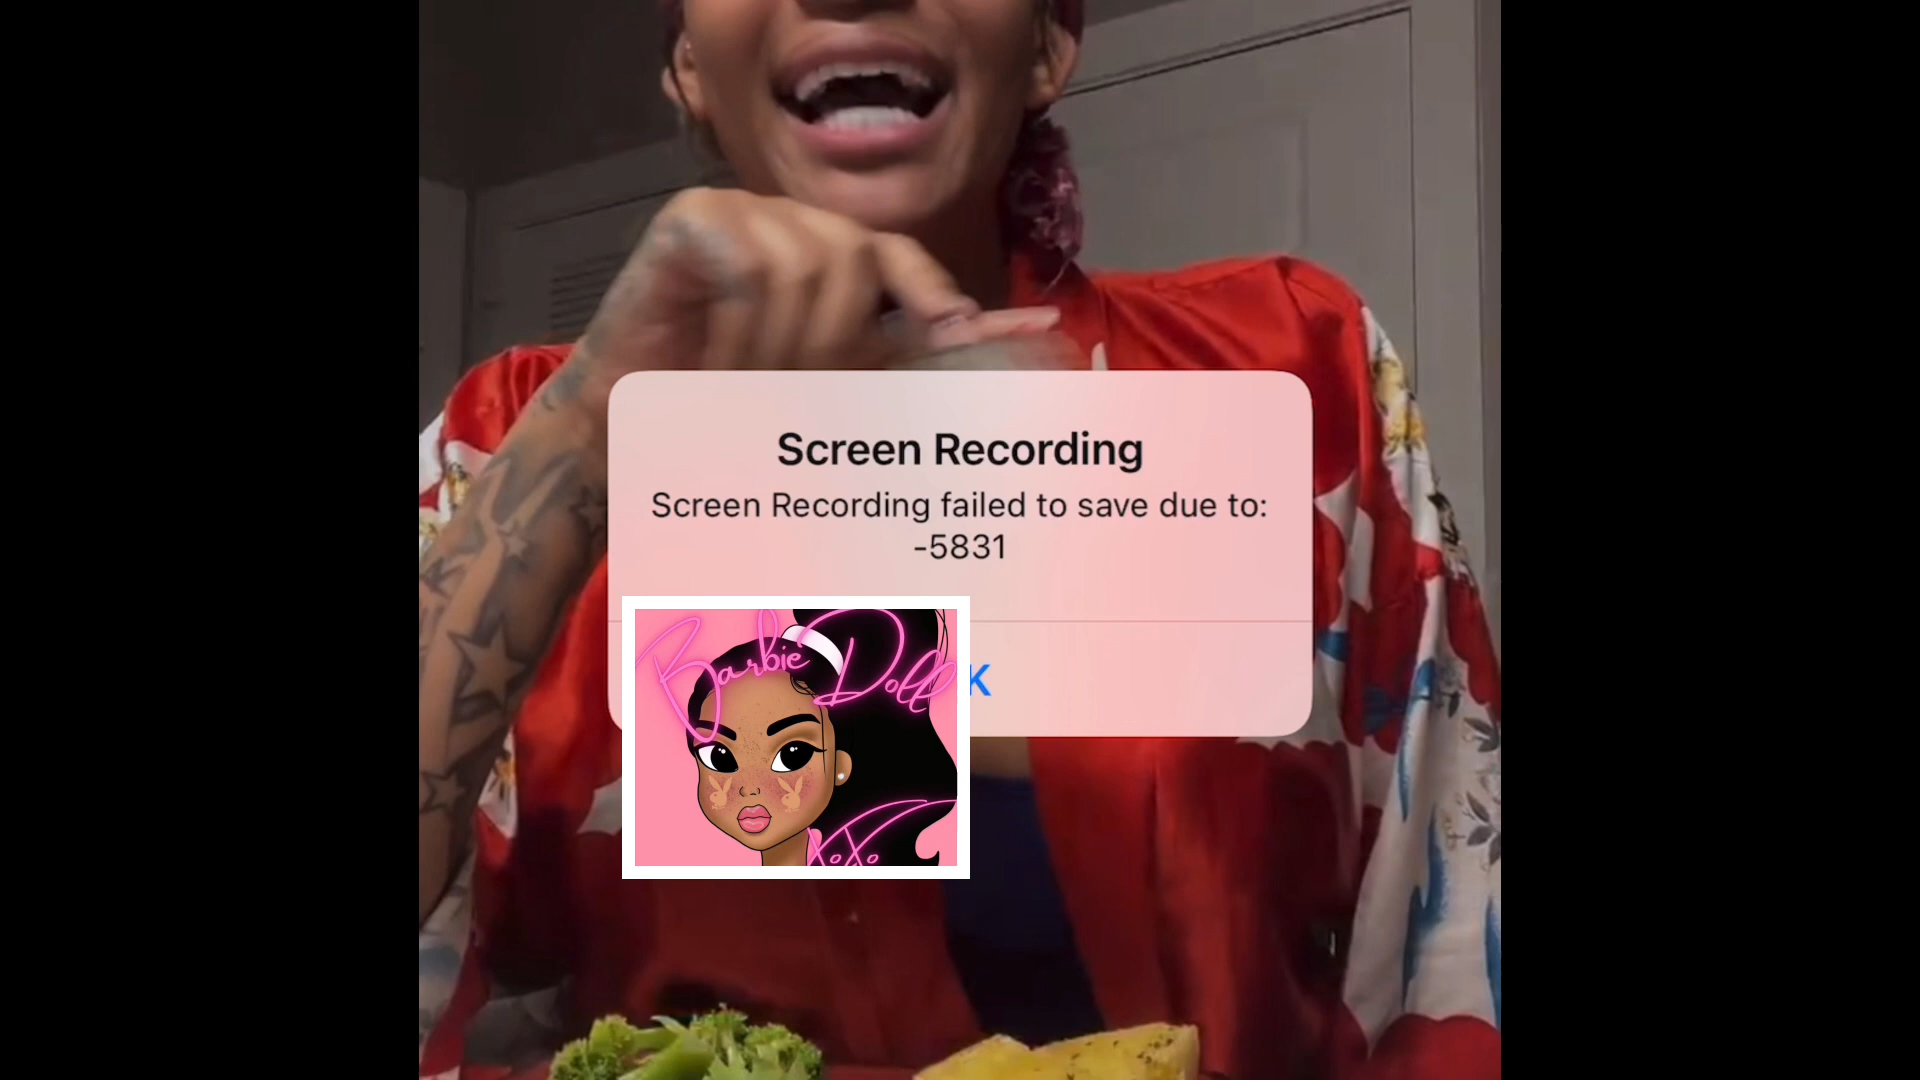 Screen Recording
Screen Recording failed to save due to:
-5831
K
Barbie Doll
XoXo